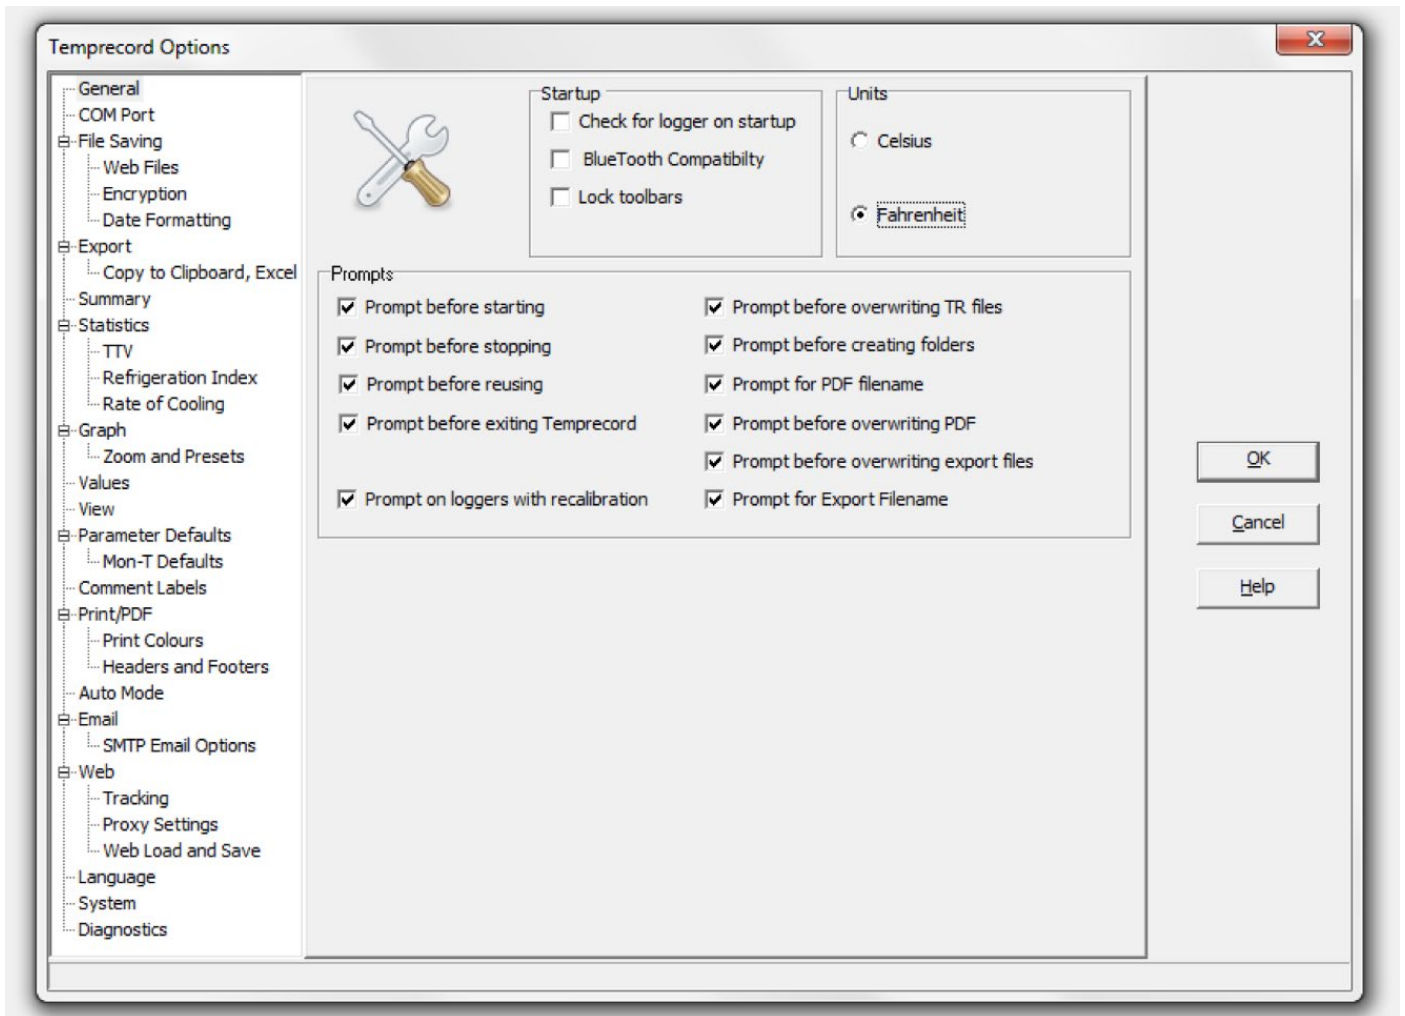 Temprecord Options
General
COM Port
File Saving
Web Files
Encryption
Date Formatting
Export
Copy to Clipboard, Excel
Summary
Statistics
TTV
Refrigeration Index
Rate of Cooling
Graph
Zoom and Presets
Values
View
Parameter Defaults
Mon-T Defaults
Comment Labels
Print/PDF
Print Colours
Headers and Footers
Auto Mode
Email
SMTP Email Options
Web
Tracking
Proxy Settings
Web Load and Save
Language
System
Diagnostics
Startup
Check for logger on startup
BlueTooth Compatibilty
Lock toolbars
Units
Celsius
Fahrenheit
Prompts
Prompt before starting
Prompt before stopping
Prompt before reusing
Prompt before exiting Temprecord
Prompt on loggers with recalibration
Prompt before overwriting TR files
Prompt before creating folders
Prompt for PDF filename
Prompt before overwriting PDF
Prompt before overwriting export files
Prompt for Export Filename
OK
Cancel
Help